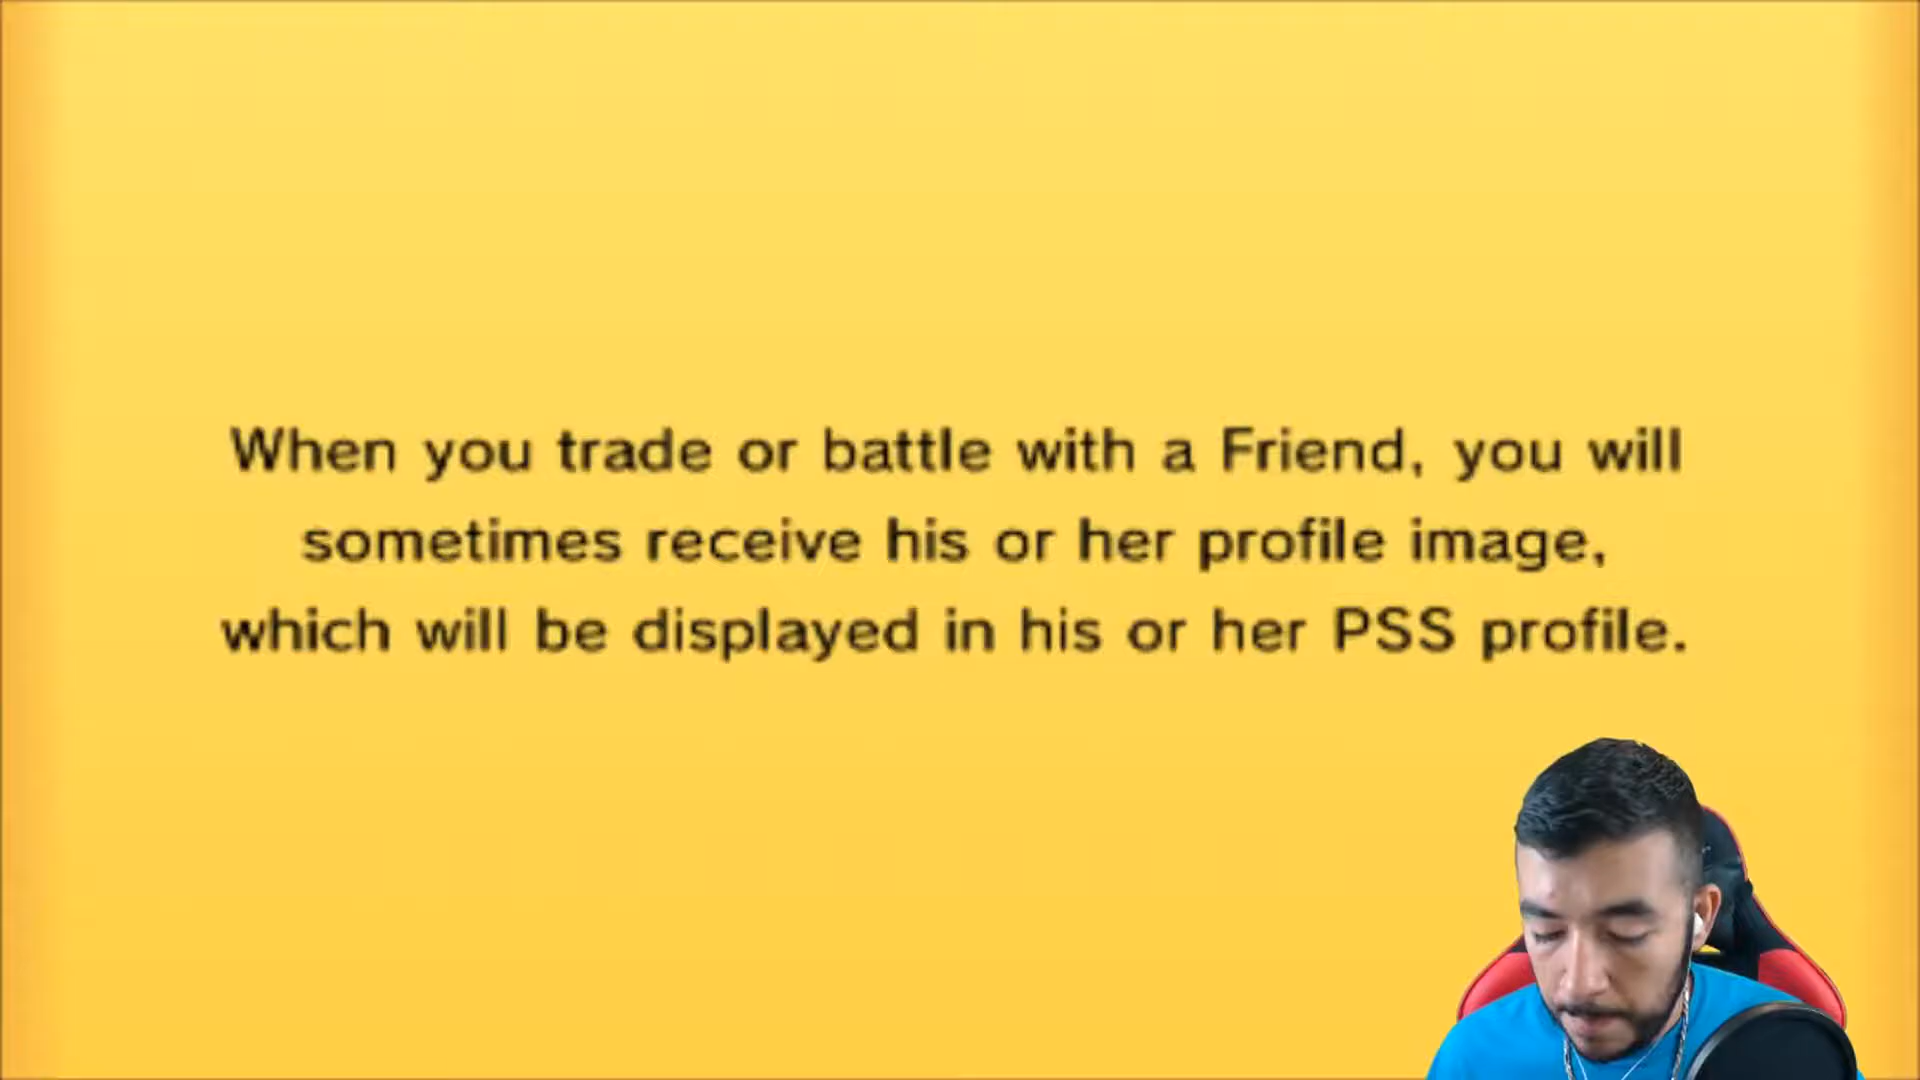 When you trade or battle with a Friend, you will
sometimes receive his or her profile image,
which will be displayed in his or her PSS profile.